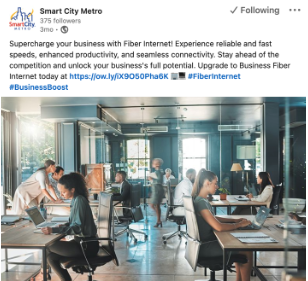 Smart City Metro
✓ Following
375 followers
3mo •
SmartCity
METRO
Supercharge your business with Fiber Internet! Experience reliable and fast
speeds, enhanced productivity, and seamless connectivity. Stay ahead of the
competition and unlock your business's full potential. Upgrade to Business Fiber
Internet today at https://ow.ly/iX9O50Pha6K #FiberInternet
#BusinessBoost